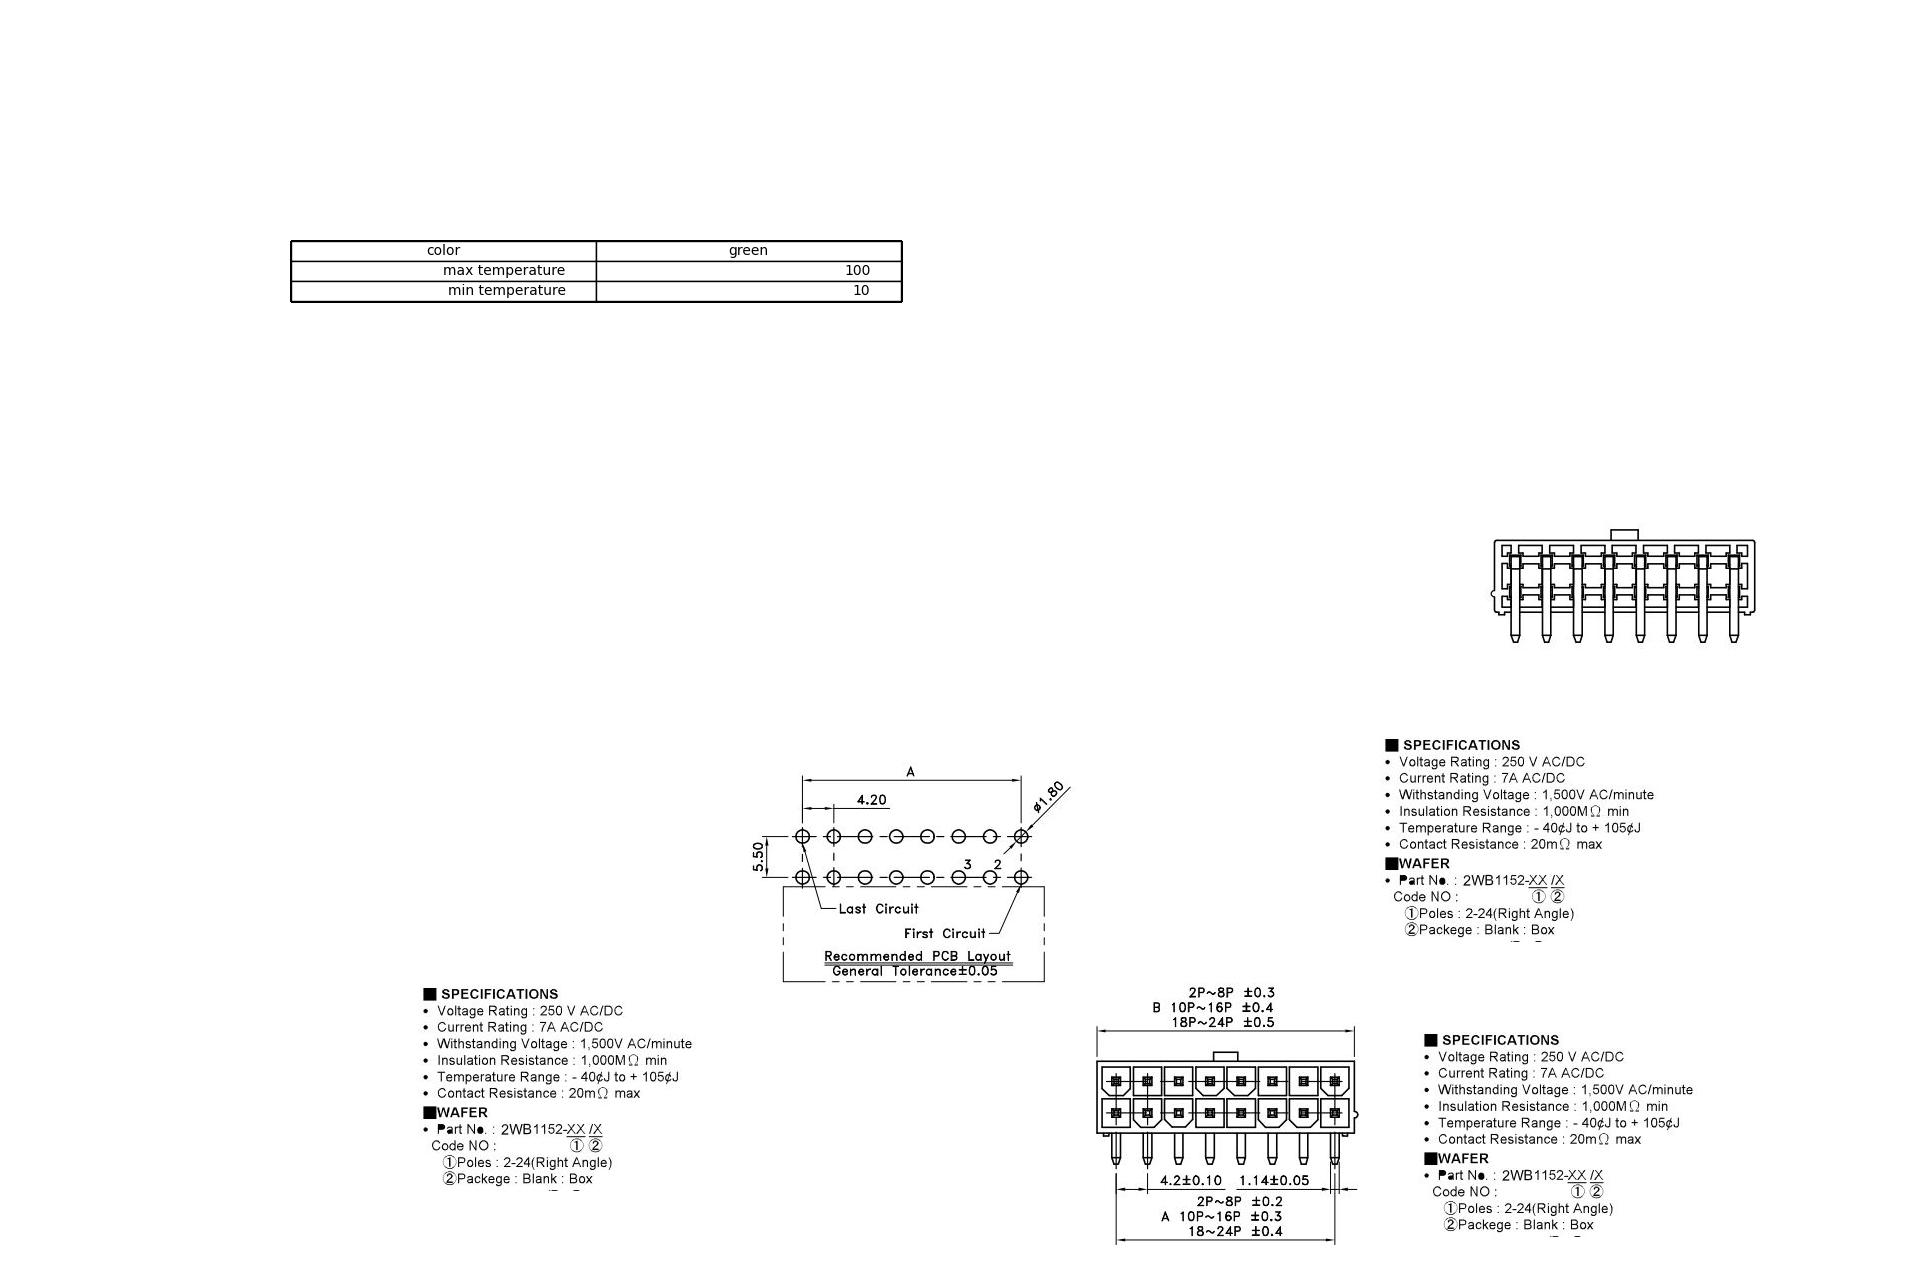 color green
max temperature 100
min temperature 10
■ SPECIFICATIONS
• Voltage Rating : 250 V AC/DC
• Current Rating : 7A AC/DC
• Withstanding Voltage : 1,500V AC/minute
• Insulation Resistance : 1,000MΩ min
• Temperature Range : - 40¢J to + 105¢J
• Contact Resistance : 20mΩ max
■WAFER
• Part No. : 2WB1152-XX /X
Code NO : ① ②
①Poles : 2-24(Right Angle)
②Packege : Blank : Box
A
4.20
ø1.80
5.50
3 2
Last Circuit
First Circuit
Recommended PCB Layout
General Tolerance±0.05
■ SPECIFICATIONS
• Voltage Rating : 250 V AC/DC
• Current Rating : 7A AC/DC
• Withstanding Voltage : 1,500V AC/minute
• Insulation Resistance : 1,000MΩ min
• Temperature Range : - 40¢J to + 105¢J
• Contact Resistance : 20mΩ max
■WAFER
• Part No. : 2WB1152-XX /X
Code NO : ① ②
①Poles : 2-24(Right Angle)
②Packege : Blank : Box
2P~8P ±0.3
B 10P~16P ±0.4
18P~24P ±0.5
4.2±0.10 1.14±0.05
2P~8P ±0.2
A 10P~16P ±0.3
18~24P ±0.4
■ SPECIFICATIONS
• Voltage Rating : 250 V AC/DC
• Current Rating : 7A AC/DC
• Withstanding Voltage : 1,500V AC/minute
• Insulation Resistance : 1,000MΩ min
• Temperature Range : - 40¢J to + 105¢J
• Contact Resistance : 20mΩ max
■WAFER
• Part No. : 2WB1152-XX /X
Code NO : ① ②
①Poles : 2-24(Right Angle)
②Packege : Blank : Box